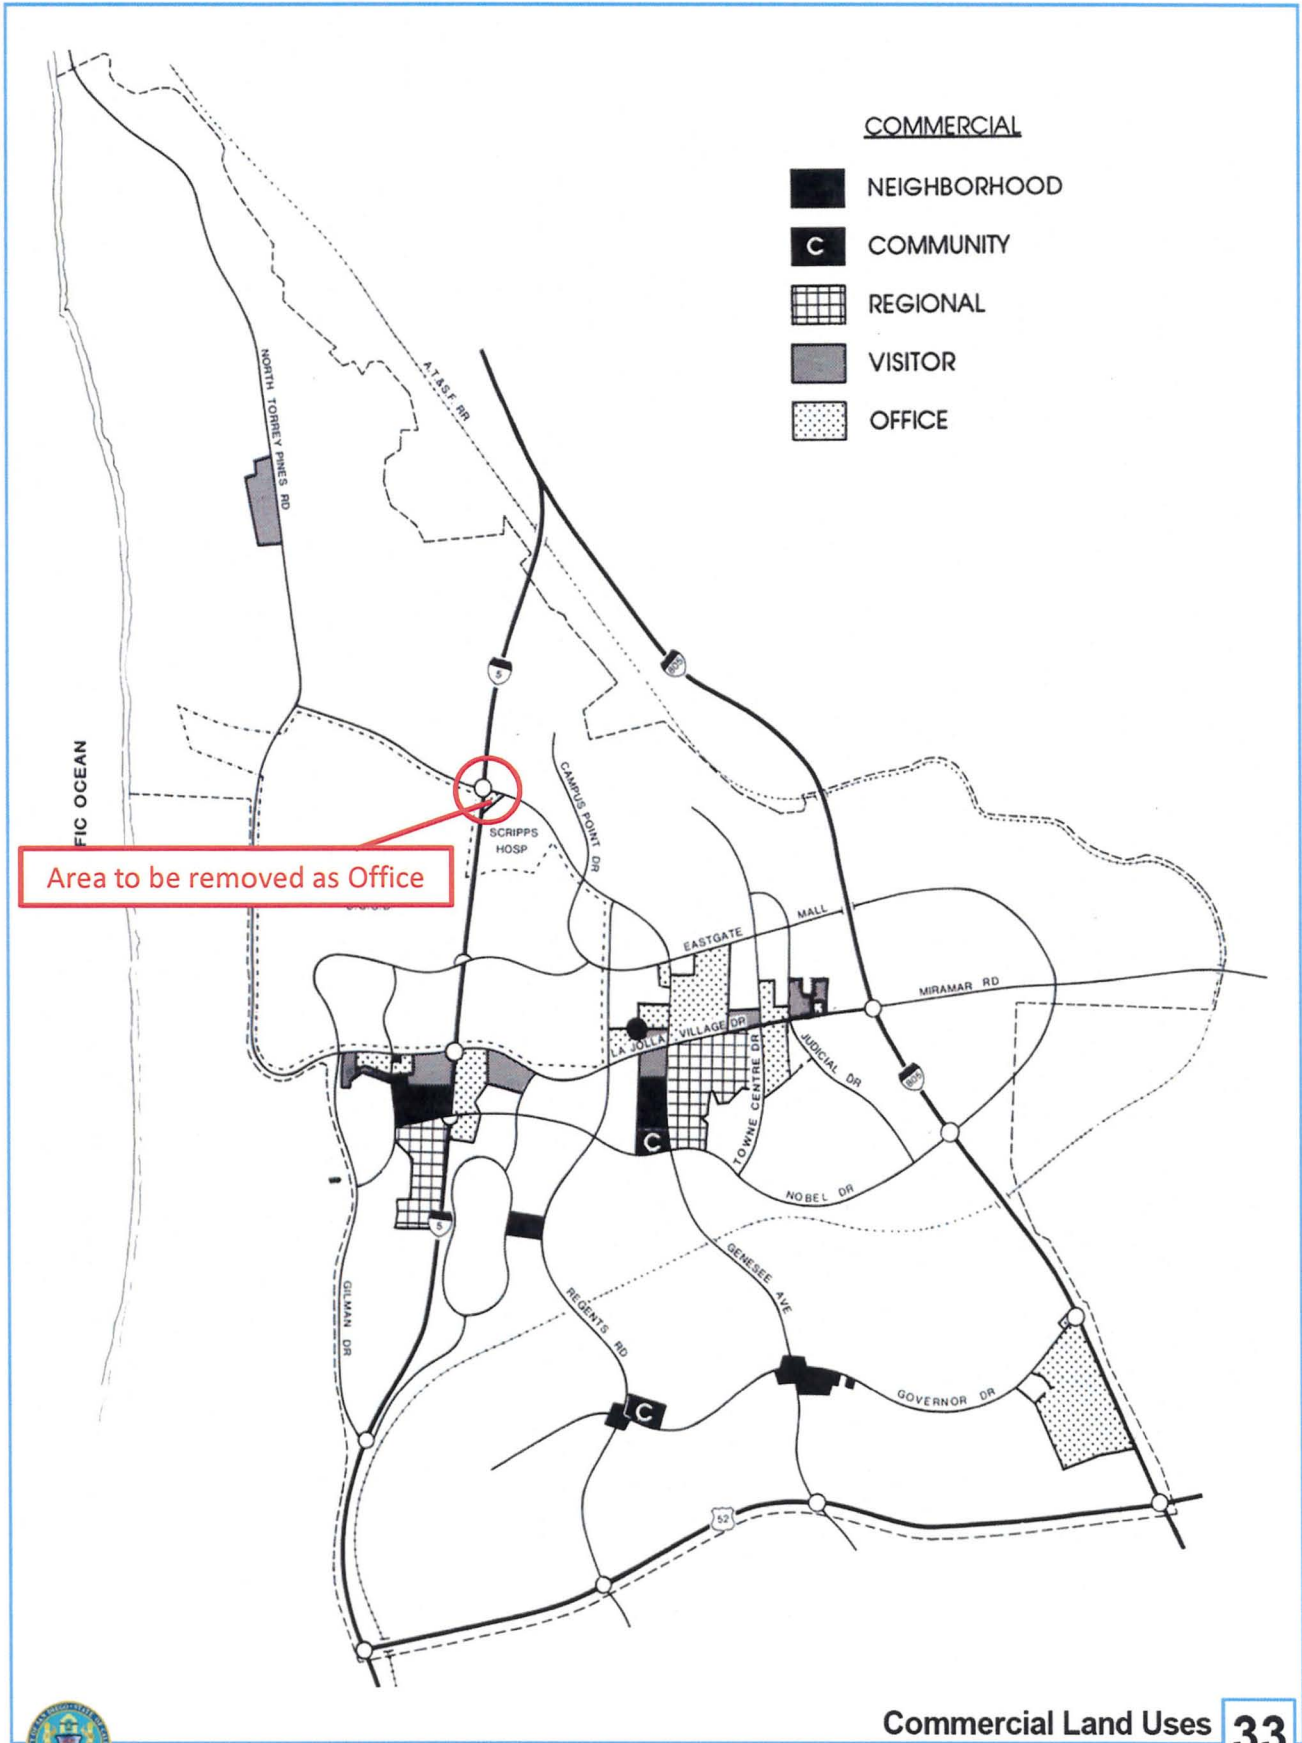 COMMERCIAL
NEIGHBORHOOD
C COMMUNITY
REGIONAL
VISITOR
OFFICE
NORTH TORREY PINES RD
A.T.&S.F. RR
5
805
FIC OCEAN
CAMPUS POINT DR
SCRIPPS
HOSP
Area to be removed as Office
EASTGATE
MALL
MIRAMAR RD
LA JOLLA
VILLAGE DR
JUDICIAL DR
TOWNE CENTRE DR
805
C
NOBEL DR
5
GENESEE AVE
GILMAN DR
REGENTS RD
GOVERNOR DR
C
52
Commercial Land Uses
33